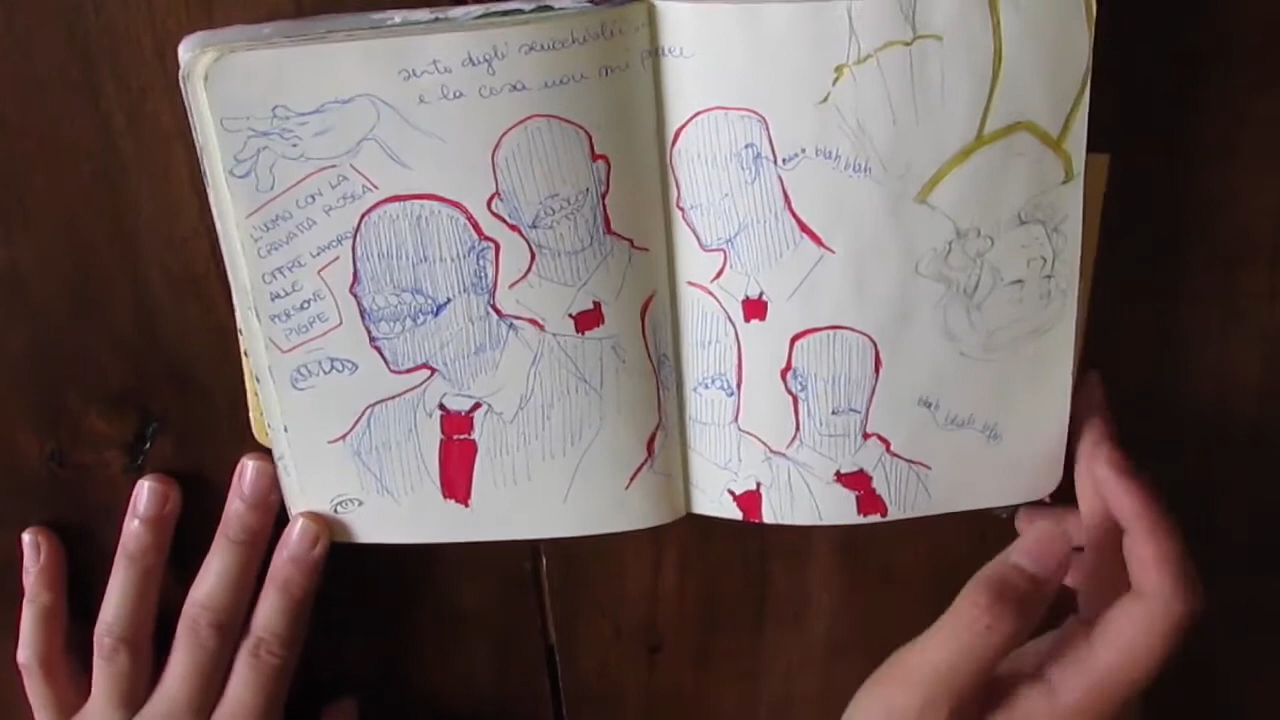 sento degli scricchiolii...
e la cosa non mi piace
L'UOMO CON LA
CRAVATTA ROSSA
OFFRE LAVORO
ALLE
PERSONE
PIGRE
blah blah blah
blah blah blah